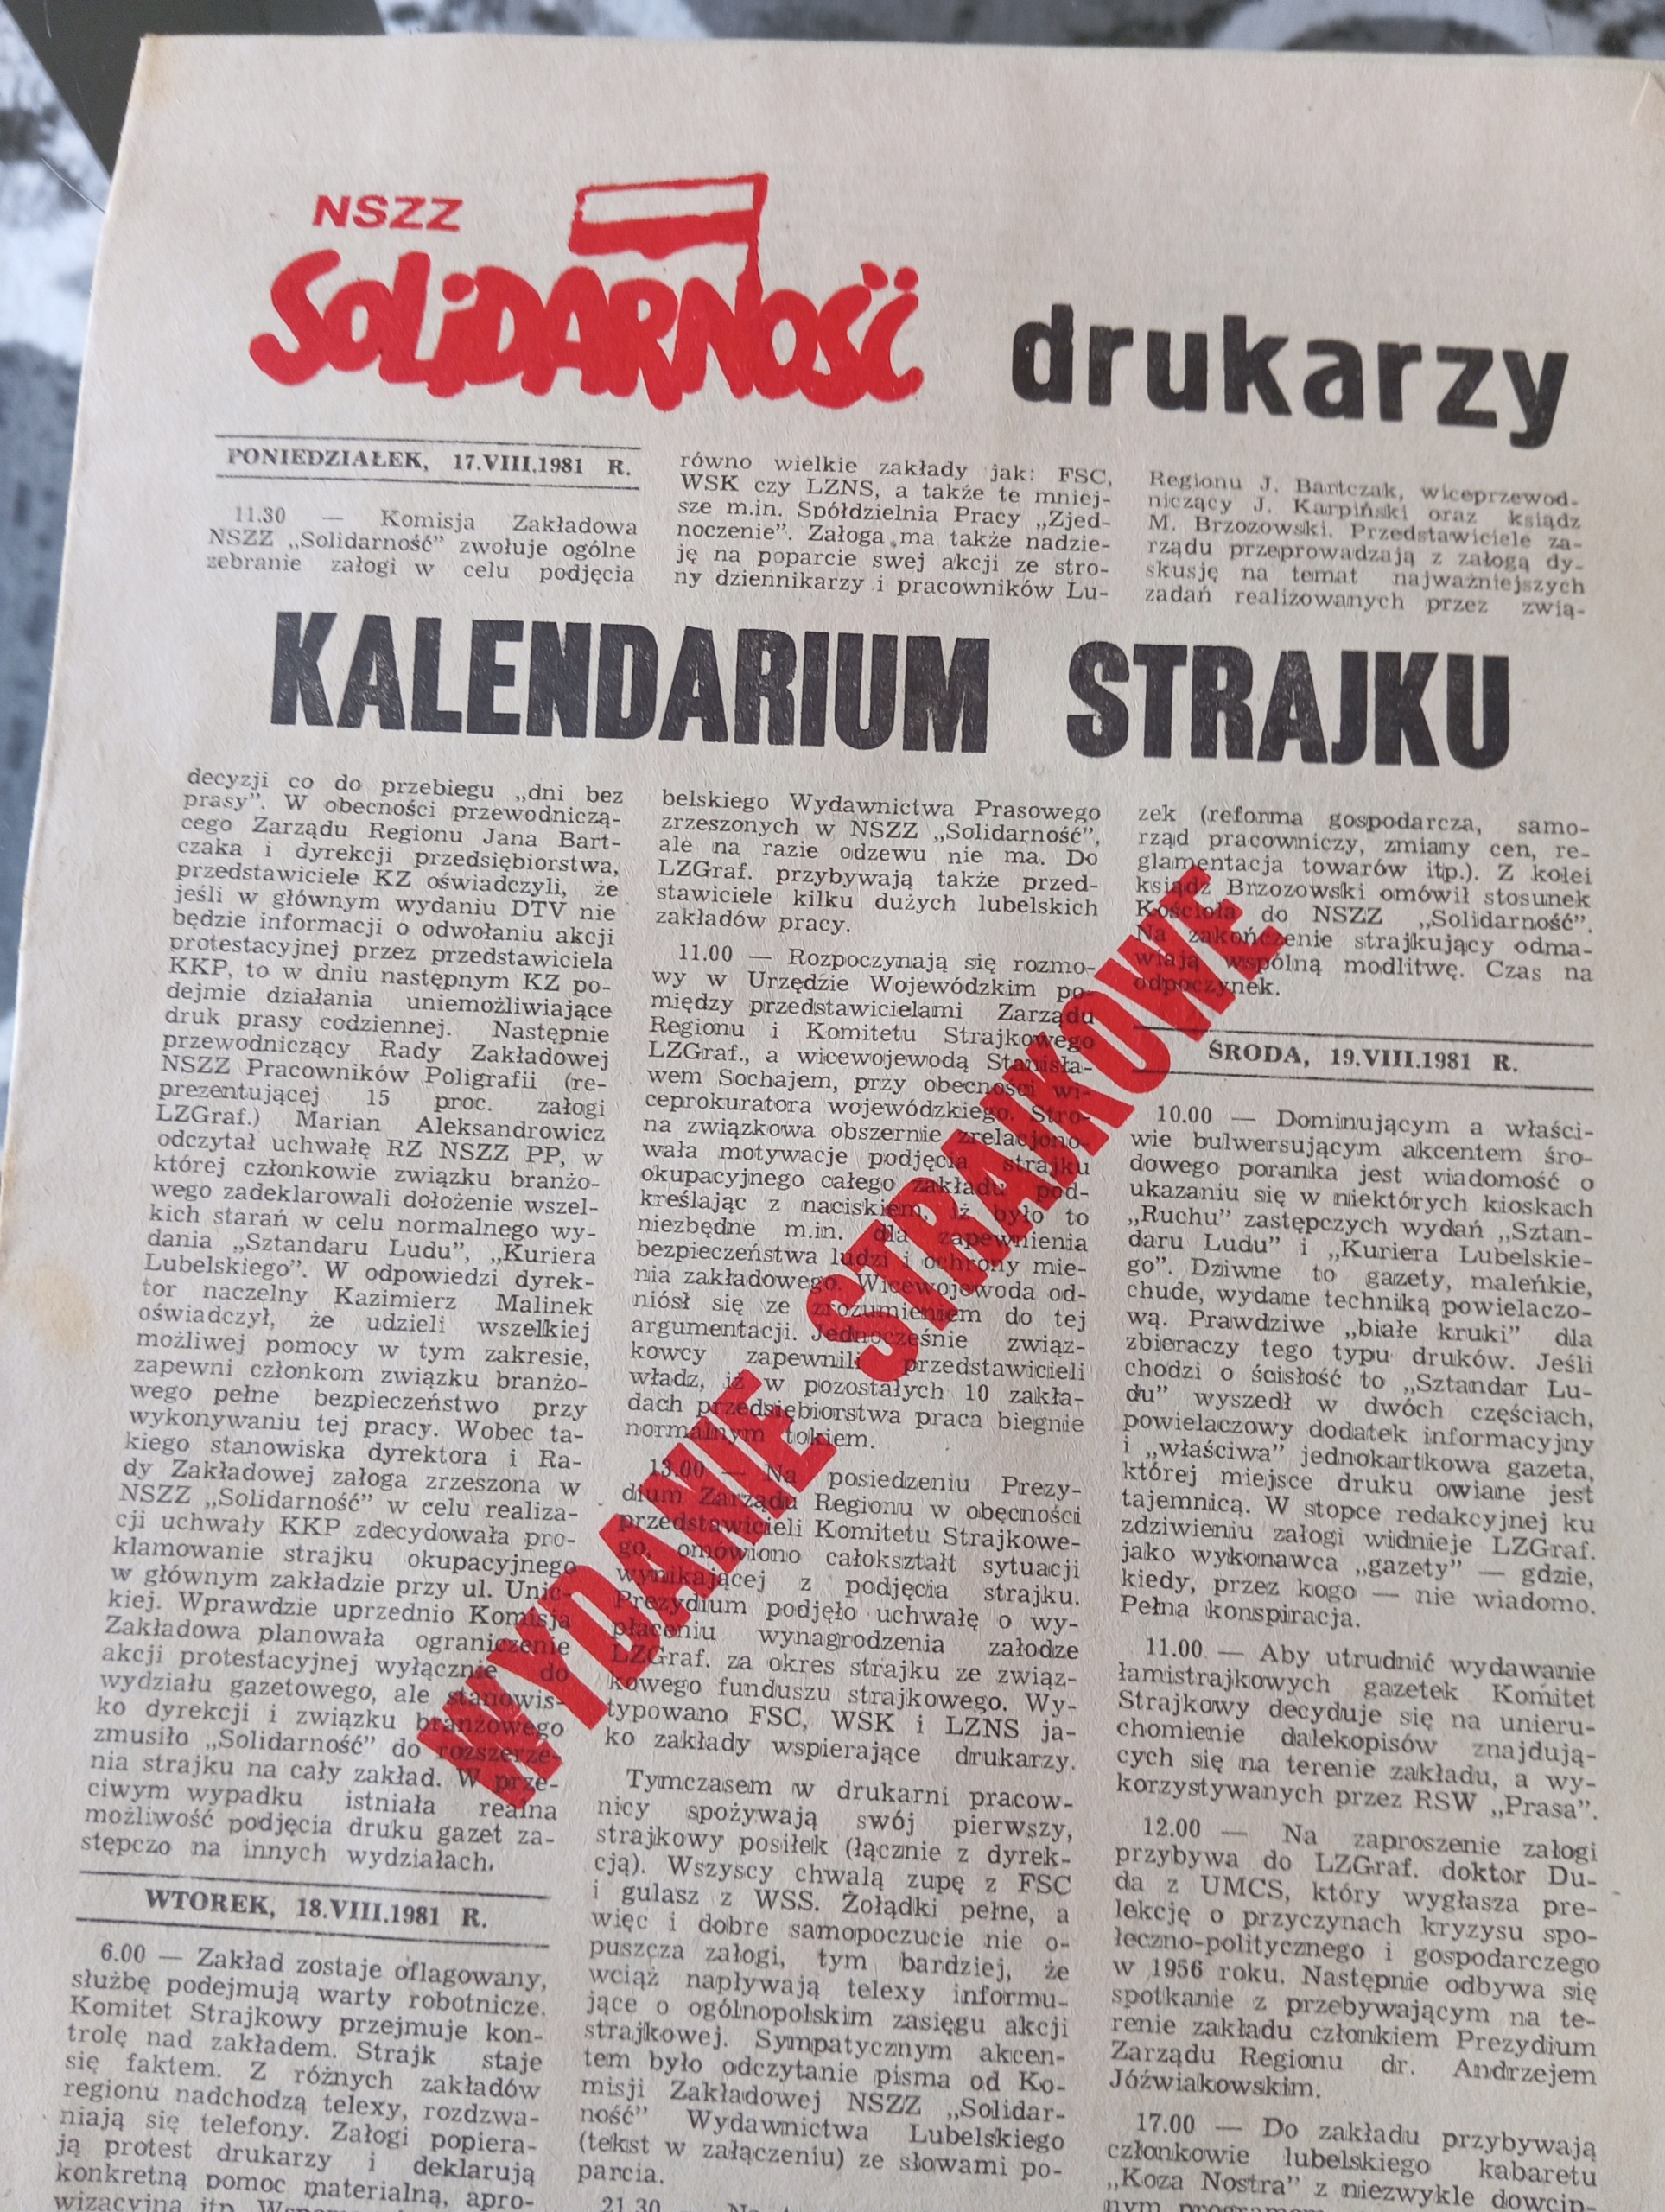 NSZZ
SOLiDARNOŚĆ drukarzy
PONIEDZIAŁEK, 17.VIII.1981 R.
11.30 — Komisja Zakładowa
NSZZ „Solidarność” zwołuje ogólne
zebranie załogi w celu podjęcia
KALENDARIUM STRAJKU
decyzji co do przebiegu „dni bez
prasy”. W obecności przewodniczą-
cego Zarządu Regionu Jana Bart-
czaka i dyrekcji przedsiębiorstwa,
przedstawiciele KZ oświadczyli, że
jeśli w głównym wydaniu DTV nie
będzie informacji o odwołaniu akcji
protestacyjnej przez przedstawiciela
KKP, to w dniu następnym KZ po-
dejmie działania uniemożliwiające
druk prasy codziennej. Następnie
przewodniczący Rady Zakładowej
NSZZ Pracowników Poligrafii (re-
prezentującej 15 proc. załogi
LZGraf.) Marian Aleksandrowicz
odczytał uchwałę RZ NSZZ PP, w
której członkowie związku branżo-
wego zadeklarowali dołożenie wszel-
kich starań w celu normalnego wy-
dania „Sztandaru Ludu”, „Kuriera
Lubelskiego”. W odpowiedzi dyrek-
tor naczelny Kazimierz Malinek
oświadczył, że udzieli wszelkiej
możliwej pomocy w tym zakresie,
zapewni członkom związku branżo-
wego pełne bezpieczeństwo przy
wykonywaniu tej pracy. Wobec ta-
kiego stanowiska dyrektora i Ra-
dy Zakładowej załoga zrzeszona w
NSZZ „Solidarność” w celu realiza-
cji uchwały KKP zdecydowała pro-
klamowanie strajku okupacyjnego
w głównym zakładzie przy ul. Unic-
kiej. Wprawdzie uprzednio Komisja
Zakładowa planowała ograniczenie
akcji protestacyjnej wyłącznie do
wydziału gazetowego, ale stanowis-
ko dyrekcji i związku branżowego
zmusiło „Solidarność” do rozszerze-
nia strajku na cały zakład. W prze-
ciwym wypadku istniała realna
możliwość podjęcia druku gazet za-
stępczo na innych wydziałach.
WTOREK, 18.VIII.1981 R.
6.00 — Zakład zostaje oflagowany,
służbę podejmują warty robotnicze.
Komitet Strajkowy przejmuje kon-
trolę nad zakładem. Strajk staje
się faktem. Z różnych zakładów
regionu nadchodzą telexy, rozdzwa-
niają się telefony. Załogi popiera-
ją protest drukarzy i deklarują
konkretną pomoc materialną, apro-
wizacyjną itp.
równo wielkie zakłady jak: FSC,
WSK czy LZNS, a także te mniej-
sze m.in. Spółdzielnia Pracy „Zjed-
noczenie”. Załoga ma także nadzie-
ję na poparcie swej akcji ze stro-
ny dziennikarzy i pracowników Lu-
belskiego Wydawnictwa Prasowego
zrzeszonych w NSZZ „Solidarność”,
ale na razie odzewu nie ma. Do
LZGraf. przybywają także przed-
stawiciele kilku dużych lubelskich
zakładów pracy.
11.00 — Rozpoczynają się rozmo-
wy w Urzędzie Wojewódzkim po-
między przedstawicielami Zarządu
Regionu i Komitetu Strajkowego
LZGraf., a wicewojewodą Stanisła-
wem Sochajem, przy obecności wi-
ceprokuratora wojewódzkiego. Stro-
na związkowa obszernie zrelacjono-
wała motywacje podjęcia strajku
okupacyjnego całego zakładu pod-
kreślając z naciskiem, iż było to
niezbędne m.in. dla zapewnienia
bezpieczeństwa ludzi i ochrony mie-
nia zakładowego. Wicewojewoda od-
niósł się ze zrozumieniem do tej
argumentacji. Jednocześnie związ-
kowcy zapewnili przedstawicieli
władz, iż w pozostałych 10 zakła-
dach przedsiębiorstwa praca biegnie
normalnym tokiem.
13.00 — Na posiedzeniu Prezy-
dium Zarządu Regionu w obęcności
przedstawicieli Komitetu Strajkowe-
go, omówiono całokształt sytuacji
wynikającej z podjęcia strajku.
Prezydium podjęło uchwałę o wy-
płaceniu wynagrodzenia załodze
LZGraf. za okres strajku ze związ-
kowego funduszu strajkowego. Wy-
typowano FSC, WSK i LZNS ja-
ko zakłady wspierające drukarzy.
Tymczasem w drukarni pracow-
nicy spożywają swój pierwszy,
strajkowy posiłek (łącznie z dyrek-
cją). Wszyscy chwalą zupę z FSC
i gulasz z WSS. Żołądki pełne, a
więc i dobre samopoczucie nie o-
puszcza załogi, tym bardziej, że
wciąż napływają telexy informu-
jące o ogólnopolskim zasięgu akcji
strajkowej. Sympatycznym akcen-
tem było odczytanie pisma od Ko-
misji Zakładowej NSZZ „Solidar-
ność” Wydawnictwa Lubelskiego
(tekst w załączeniu) ze słowami po-
parcia.
21.30
Regionu J. Bartczak, wiceprzewod-
niczący J. Karpiński oraz ksiądz
M. Brzozowski. Przedstawiciele za-
rządu przeprowadzają z załogą dy-
skusję na temat najważniejszych
zadań realizowanych przez zwią-
zek (reforma gospodarcza, samo-
rząd pracowniczy, zmiany cen, re-
glamentacja towarów itp.). Z kolei
ksiądz Brzozowski omówił stosunek
Kościoła do NSZZ „Solidarność”.
Na zakończenie strajkujący odma-
wiają wspólną modlitwę. Czas na
odpoczynek.
ŚRODA, 19.VIII.1981 R.
10.00 — Dominującym a właści-
wie bulwersującym akcentem śro-
dowego poranka jest wiadomość o
ukazaniu się w niektórych kioskach
„Ruchu” zastępczych wydań „Sztan-
daru Ludu” i „Kuriera Lubelskie-
go”. Dziwne to gazety, maleńkie,
chude, wydane techniką powielaczo-
wą. Prawdziwe „białe kruki” dla
zbieraczy tego typu druków. Jeśli
chodzi o ścisłość to „Sztandar Lu-
du” wyszedł w dwóch częściach,
powielaczowy dodatek informacyjny
i „właściwa” jednokartkowa gazeta,
której miejsce druku owiane jest
tajemnicą. W stopce redakcyjnej ku
zdziwieniu załogi widnieje LZGraf.
jako wykonawca „gazety” — gdzie,
kiedy, przez kogo — nie wiadomo.
Pełna konspiracja.
11.00 — Aby utrudnić wydawanie
łamistrajkowych gazetek Komitet
Strajkowy decyduje się na unieru-
chomienie dalekopisów znajdują-
cych się na terenie zakładu, a wy-
korzystywanych przez RSW „Prasa”.
12.00 — Na zaproszenie załogi
przybywa do LZGraf. doktor Du-
da z UMCS, który wygłasza pre-
lekcję o przyczynach kryzysu spo-
łeczno-politycznego i gospodarczego
w 1956 roku. Następnie odbywa się
spotkanie z przebywającym na te-
renie zakładu członkiem Prezydium
Zarządu Regionu dr. Andrzejem
Jóźwiakowskim.
17.00 — Do zakładu przybywają
członkowie lubelskiego kabaretu
„Koza Nostra” z niezwykle dowcip-
nym programem
WYDANIE STRAJKOWE